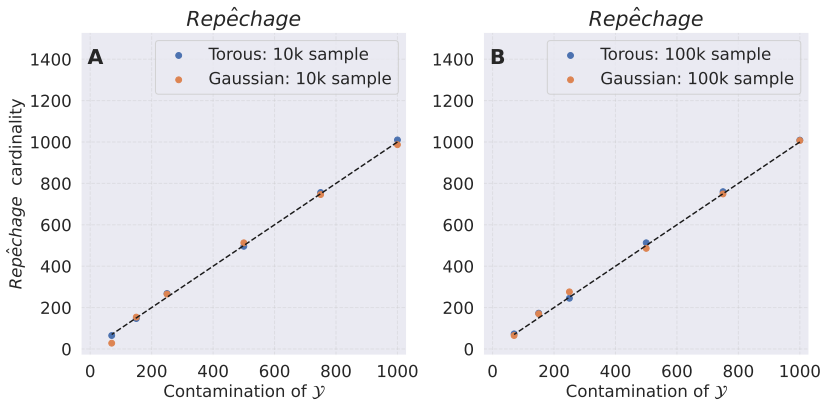 Repêchage
A
Torous: 10k sample
Gaussian: 10k sample
1400
1200
1000
800
600
400
200
0
Repêchage cardinality
0 200 400 600 800 1000
Contamination of 𝒴
Repêchage
B
Torous: 100k sample
Gaussian: 100k sample
1400
1200
1000
800
600
400
200
0
0 200 400 600 800 1000
Contamination of 𝒴